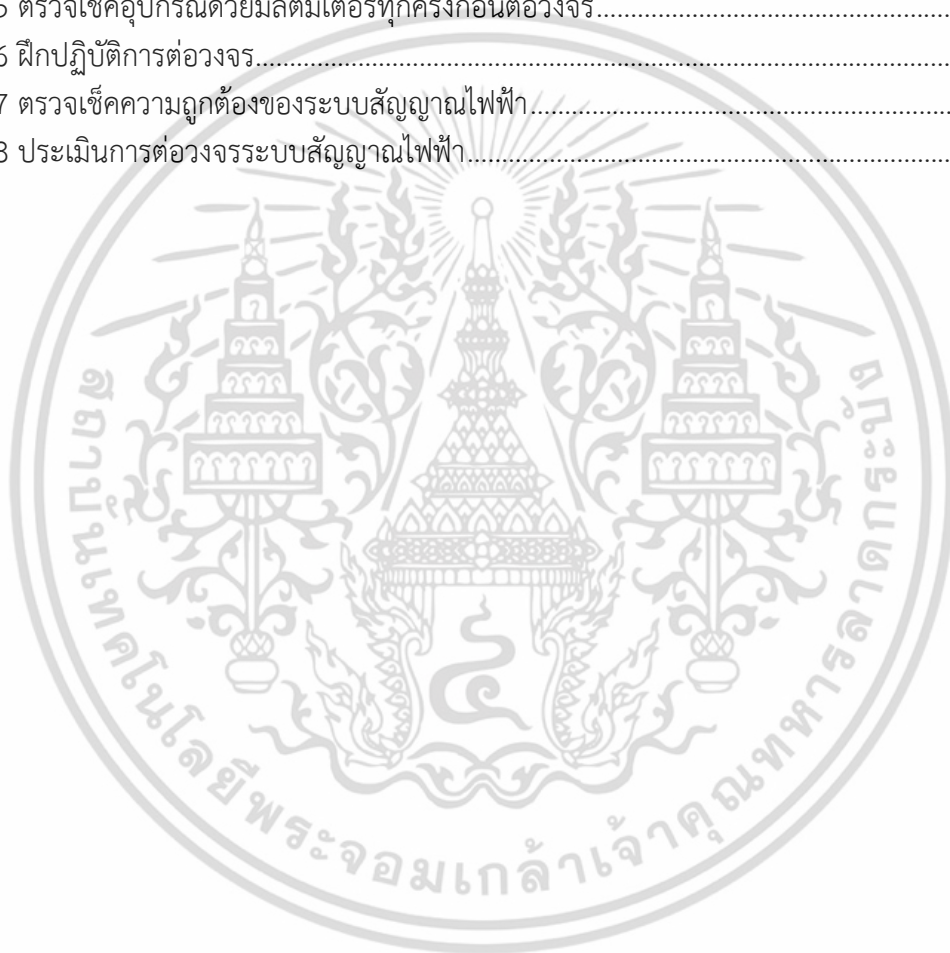 5 ตรวจเช็คอุปกรณ์ด้วยมัลติมิเตอร์ทุกครั้งก่อนต่อวงจร
6 ฝึกปฏิบัติการต่อวงจร
7 ตรวจเช็คความถูกต้องของระบบสัญญาณไฟฟ้า
8 ประเมินการต่อวงจรระบบสัญญาณไฟฟ้า
สถาบันเทคโนโลยีพระจอมเกล้าเจ้าคุณทหารลาดกระบัง
๔